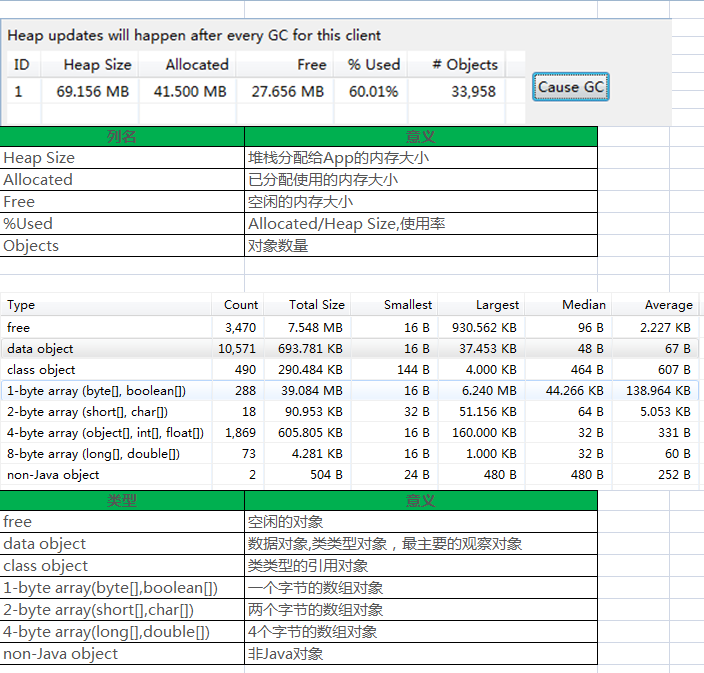 Heap updates will happen after every GC for this client
ID Heap Size Allocated Free % Used # Objects
1 69.156 MB 41.500 MB 27.656 MB 60.01% 33,958
Cause GC
列名 意义
Heap Size 堆栈分配给App的内存大小
Allocated 已分配使用的内存大小
Free 空闲的内存大小
%Used Allocated/Heap Size,使用率
Objects 对象数量
Type Count Total Size Smallest Largest Median Average
free 3,470 7.548 MB 16 B 930.562 KB 96 B 2.227 KB
data object 10,571 693.781 KB 16 B 37.453 KB 48 B 67 B
class object 490 290.484 KB 144 B 4.000 KB 464 B 607 B
1-byte array (byte[], boolean[]) 288 39.084 MB 16 B 6.240 MB 44.266 KB 138.964 KB
2-byte array (short[], char[]) 18 90.953 KB 32 B 51.156 KB 64 B 5.053 KB
4-byte array (object[], int[], float[]) 1,869 605.805 KB 16 B 160.000 KB 32 B 331 B
8-byte array (long[], double[]) 73 4.281 KB 16 B 1.000 KB 32 B 60 B
non-Java object 2 504 B 24 B 480 B 480 B 252 B
类型 意义
free 空闲的对象
data object 数据对象,类类型对象，最主要的观察对象
class object 类类型的引用对象
1-byte array(byte[],boolean[]) 一个字节的数组对象
2-byte array(short[],char[]) 两个字节的数组对象
4-byte array(long[],double[]) 4个字节的数组对象
non-Java object 非Java对象